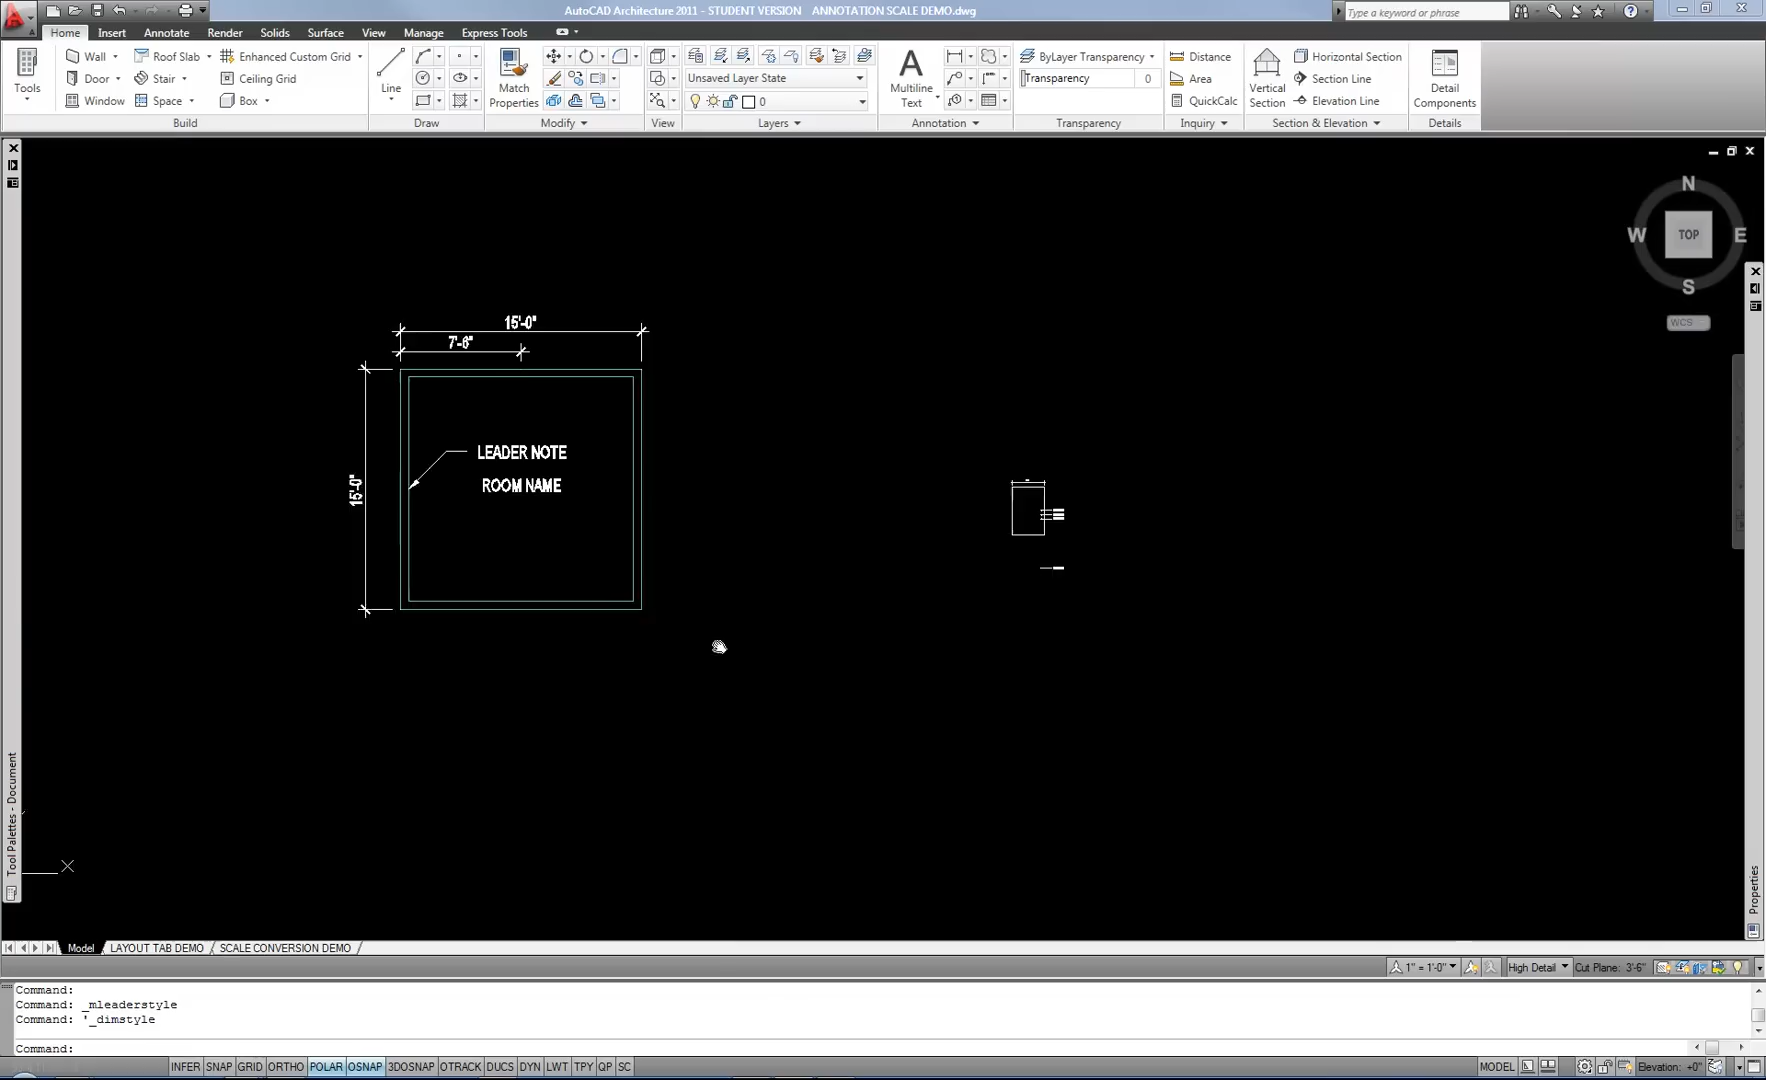 AutoCAD Architecture 2011 - STUDENT VERSION    ANNOTATION SCALE DEMO.dwg
Type a keyword or phrase
Home Insert Annotate Render Curves Solids Surface View Manage Express Tools
Wall Roof Slab Enhanced Custom Grid
Door Stair Ceiling Grid
Window Space Box
Tools
Build
Line
Draw
Match
Properties
Modify
View
Unsaved Layer State
0
Layers
Multiline
Text
Annotation
ByLayer Transparency
Transparency 0
Transparency
Distance
Area
QuickCalc
Inquiry
Vertical
Section
Horizontal Section
Section Line
Elevation Line
Section & Elevation
Detail
Components
Details
N
W TOP E
S
WCS
15'-0"
7'-6"
15'-0"
LEADER NOTE
ROOM NAME
Tool Palettes - Document
Properties
Model LAYOUT TAB DEMO SCALE CONVERSION DEMO
1" = 1'-0" High Detail Cut Plane: 3'-6"
Command:
Command: _mleaderstyle
Command: '_dimstyle
Command:
INFER SNAP GRID ORTHO POLAR OSNAP 3DOSNAP OTRACK DUCS DYN LWT TPY QP SC
MODEL Elevation: +0"